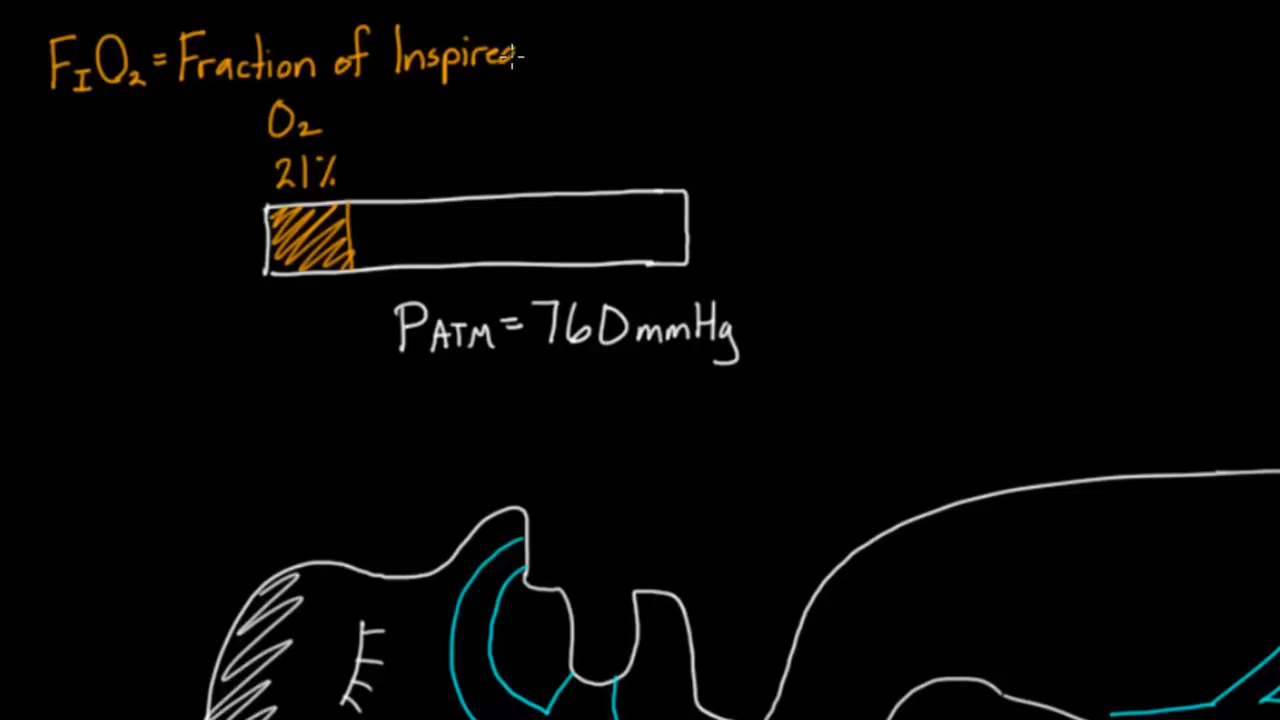 FIO2 = Fraction of Inspired
O2
21%
PATM = 760mmHg